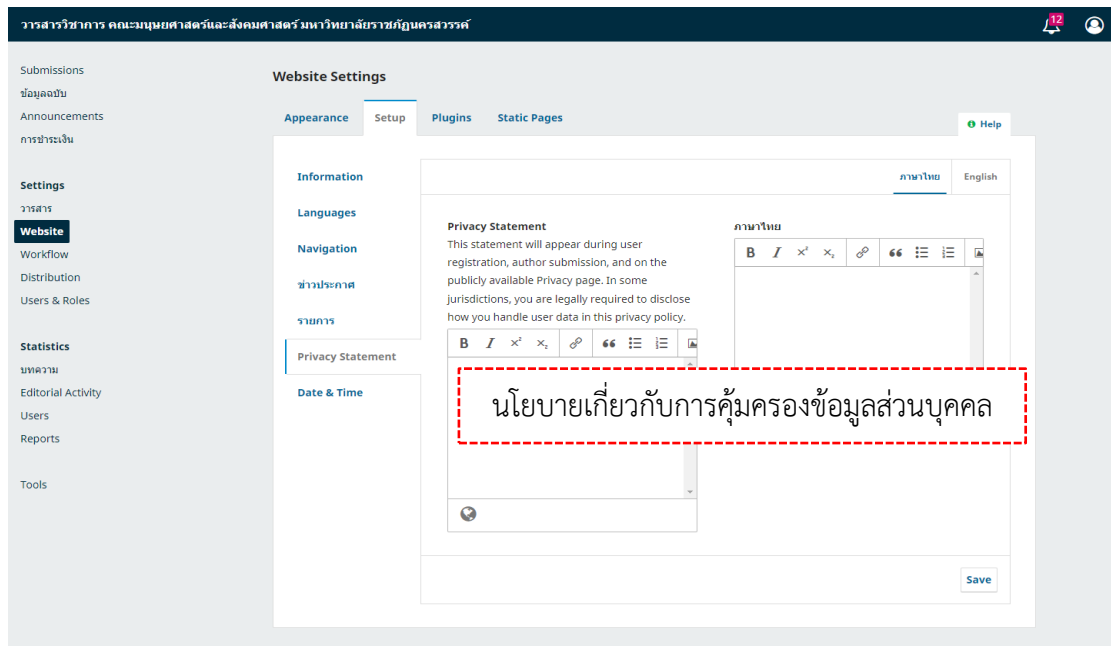 วารสารวิชาการ คณะมนุษยศาสตร์และสังคมศาสตร์ มหาวิทยาลัยราชภัฏนครสวรรค์
12
Submissions
ข้อมูลฉบับ
Announcements
การชำระเงิน
Settings
วารสาร
Website
Workflow
Distribution
Users & Roles
Statistics
บทความ
Editorial Activity
Users
Reports
Tools
Website Settings
Appearance
Setup
Plugins
Static Pages
Help
Information
Languages
Navigation
ข่าวประกาศ
รายการ
Privacy Statement
Date & Time
ภาษาไทย
English
Privacy Statement
This statement will appear during user
registration, author submission, and on the
publicly available Privacy page. In some
jurisdictions, you are legally required to disclose
how you handle user data in this privacy policy.
B I x² ×₂
ภาษาไทย
B I x² ×₂
นโยบายเกี่ยวกับการคุ้มครองข้อมูลส่วนบุคคล
Save